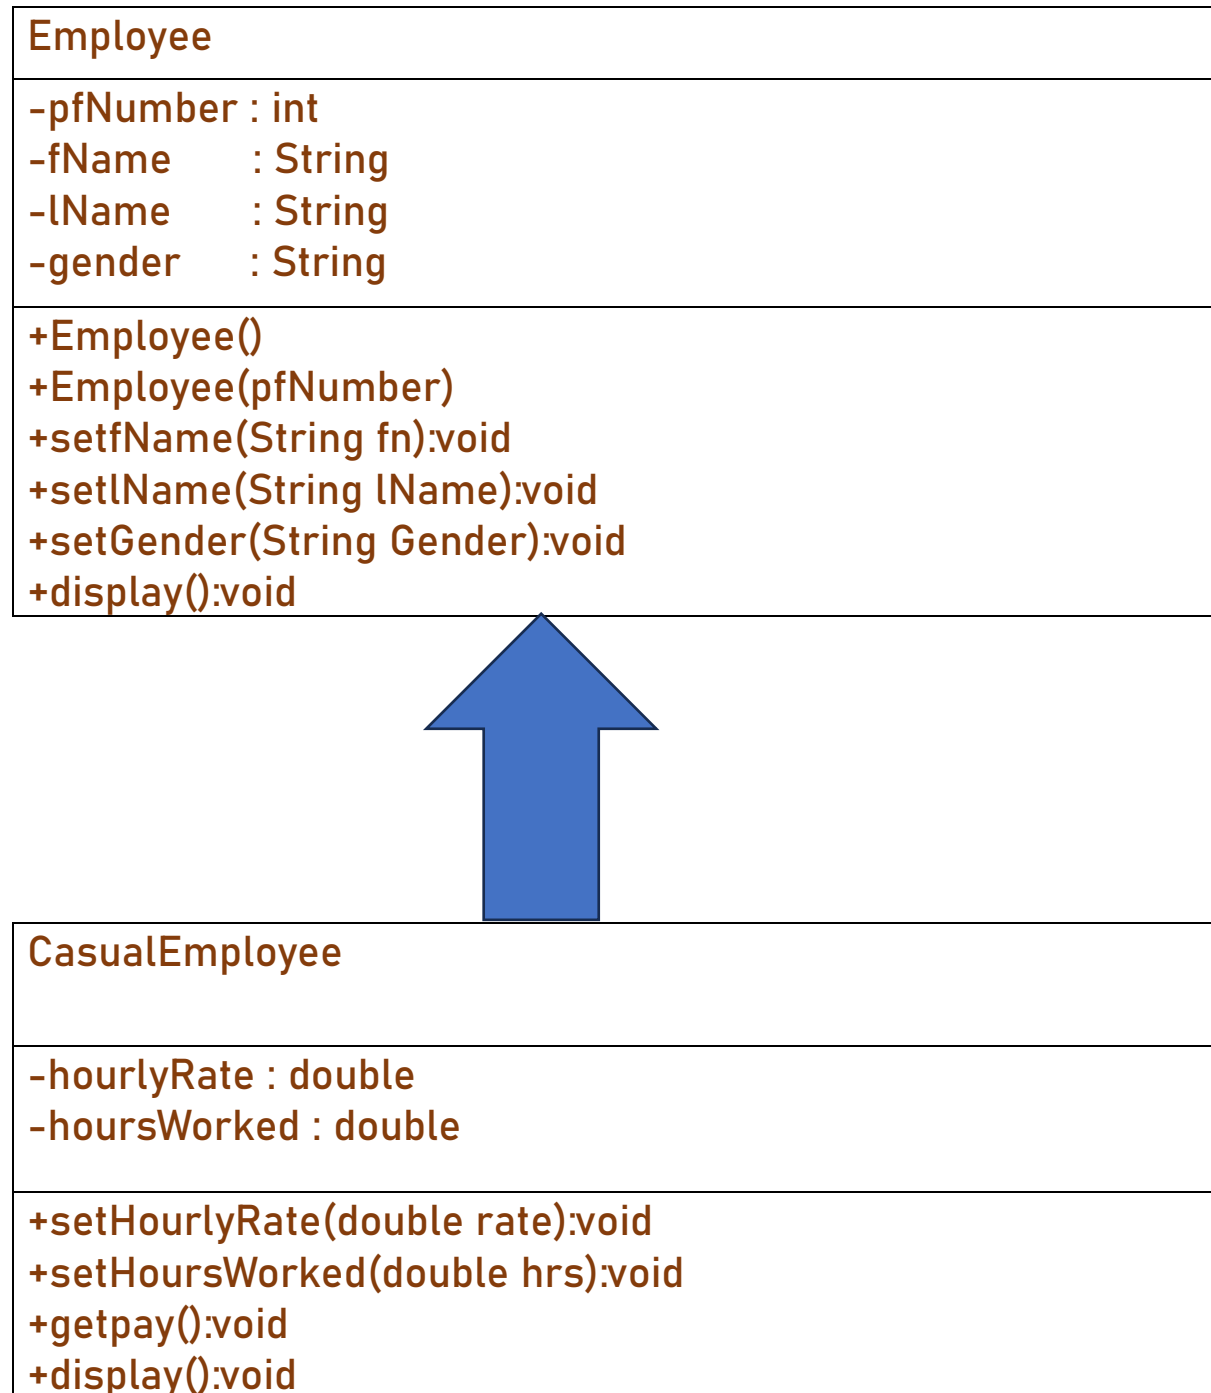 Employee
-pfNumber : int
-fName : String
-lName : String
-gender : String
+Employee()
+Employee(pfNumber)
+setfName(String fn):void
+setlName(String lName):void
+setGender(String Gender):void
+display():void
CasualEmployee
-hourlyRate : double
-hoursWorked : double
+setHourlyRate(double rate):void
+setHoursWorked(double hrs):void
+getpay():void
+display():void